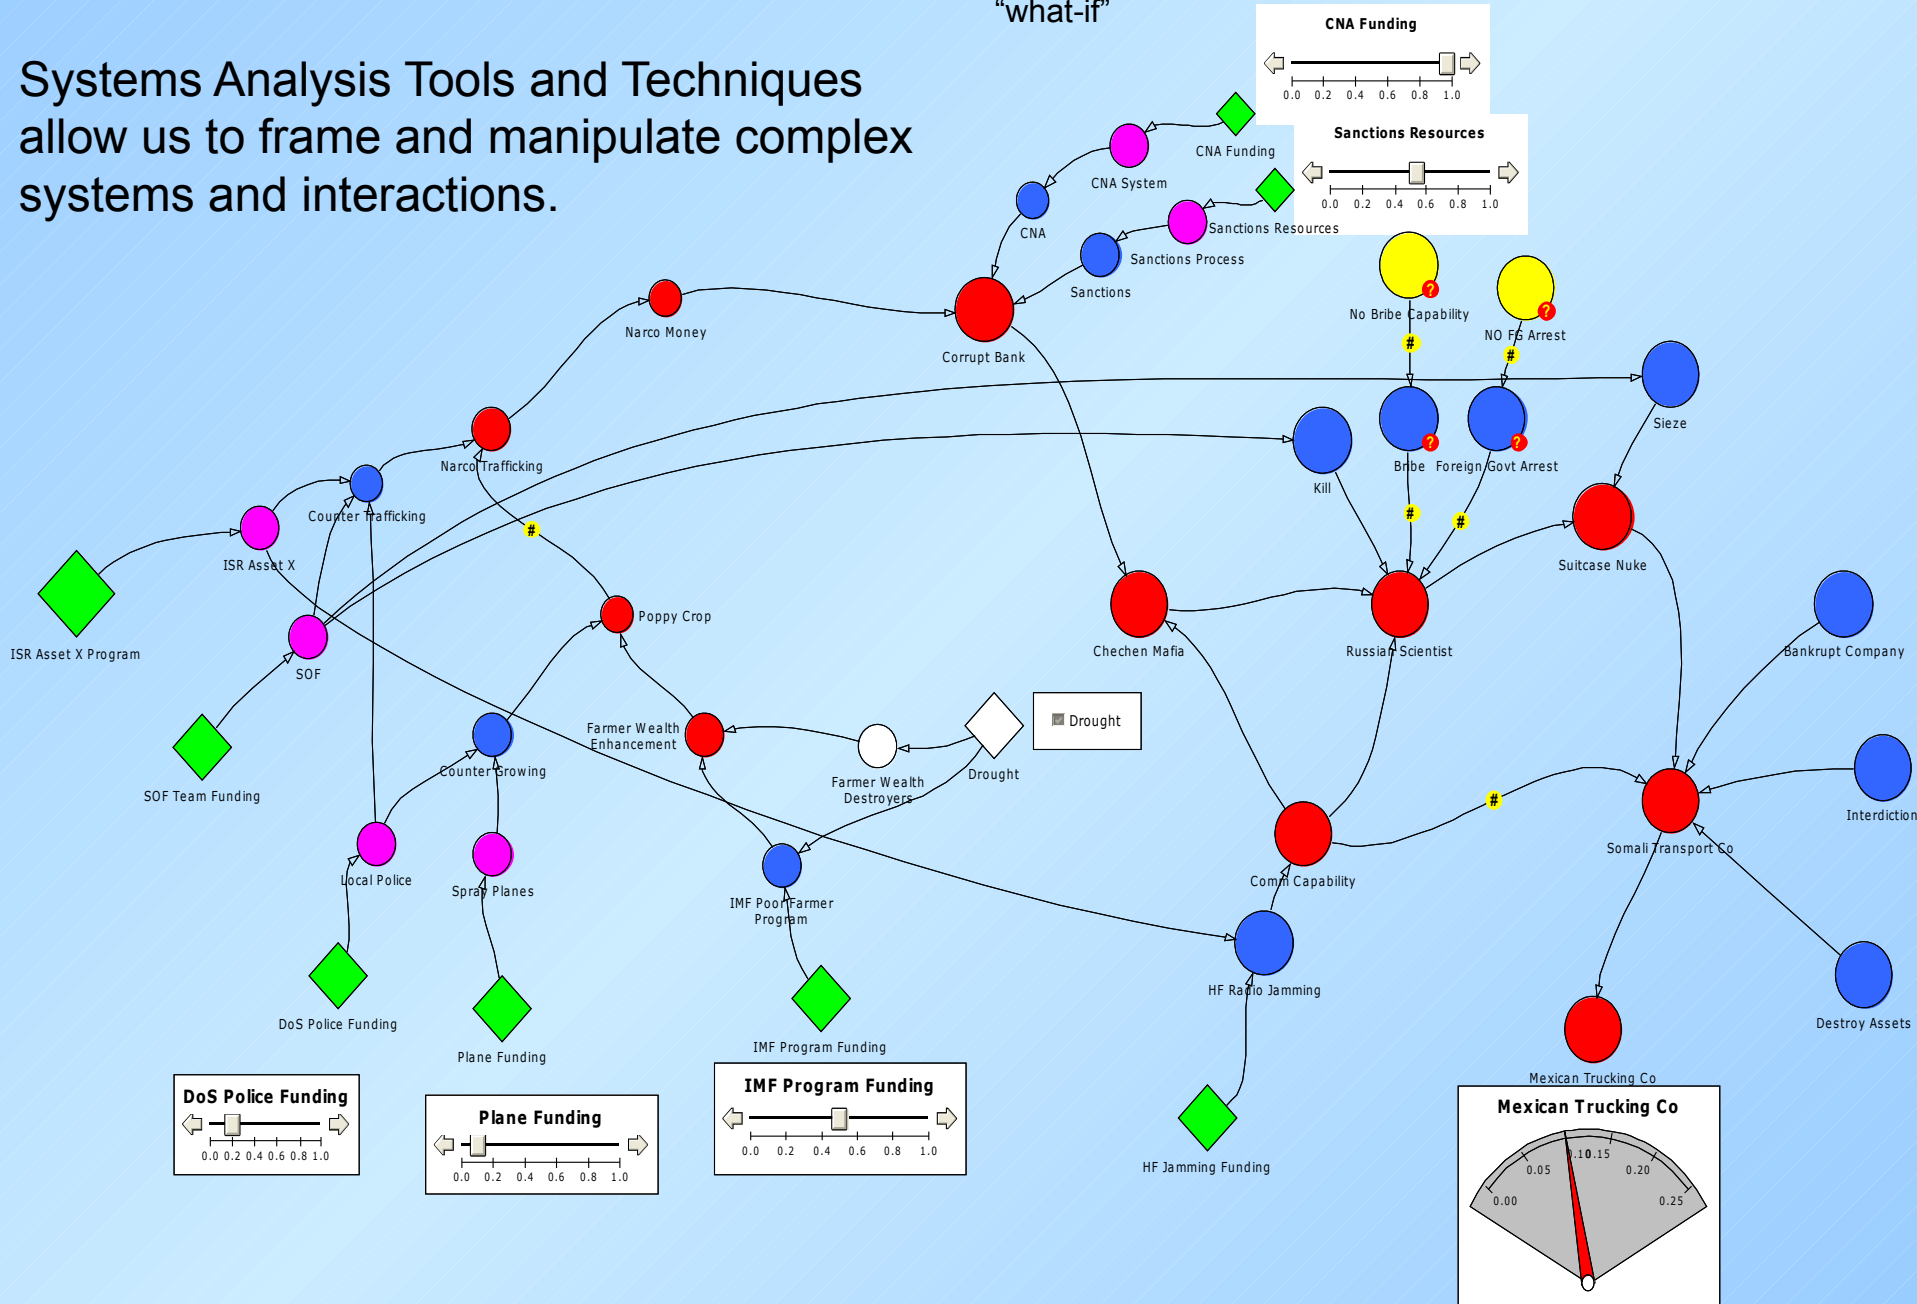 “what-if”
Systems Analysis Tools and Techniques
allow us to frame and manipulate complex
systems and interactions.
CNA Funding
0.0 0.2 0.4 0.6 0.8 1.0
Sanctions Resources
0.0 0.2 0.4 0.6 0.8 1.0
CNA Funding
CNA System
CNA
Sanctions Resources
Sanctions Process
Sanctions
No Bribe Capability
?
#
NO FG Arrest
?
#
Narco Money
Corrupt Bank
Sieze
Narco Trafficking
Kill
Bribe
?
#
Foreign Govt Arrest
?
#
Counter Trafficking
#
ISR Asset X
Suitcase Nuke
ISR Asset X Program
SOF
Poppy Crop
Chechen Mafia
Russian Scientist
Bankrupt Company
SOF Team Funding
Counter Growing
Farmer Wealth
Enhancement
Farmer Wealth
Destroyers
Drought
Drought
#
Interdiction
Local Police
Spray Planes
IMF Poor Farmer
Program
Comm Capability
Somali Transport Co
HF Radio Jamming
DoS Police Funding
Plane Funding
IMF Program Funding
Destroy Assets
Mexican Trucking Co
HF Jamming Funding
DoS Police Funding
0.0 0.2 0.4 0.6 0.8 1.0
Plane Funding
0.0 0.2 0.4 0.6 0.8 1.0
IMF Program Funding
0.0 0.2 0.4 0.6 0.8 1.0
Mexican Trucking Co
0.00 0.05 0.10 0.15 0.20 0.25